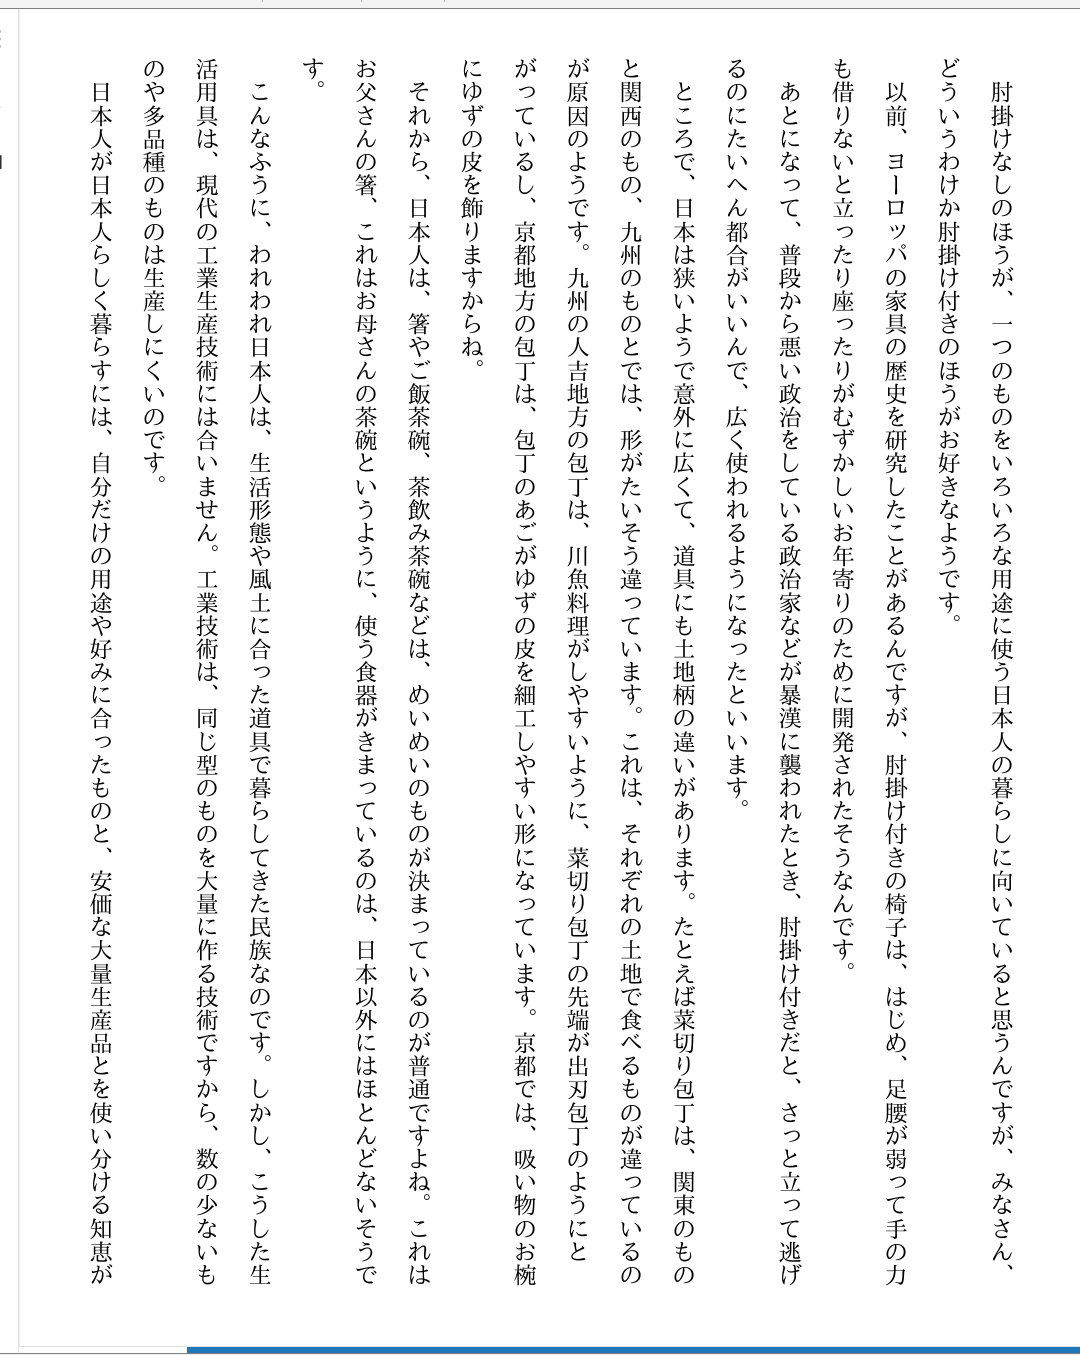 肘掛けなしのほうが、一つのものをいろいろな用途に使う日本人の暮らしに向いていると思うんですが、みなさん、
どういうわけか肘掛け付きのほうがお好きなようです。
以前、ヨーロッパの家具の歴史を研究したことがあるんですが、肘掛け付きの椅子は、はじめ、足腰が弱って手の力
も借りないと立ったり座ったりがむずかしいお年寄りのために開発されたそうなんです。
あとになって、普段から悪い政治をしている政治家などが暴漢に襲われたとき、肘掛け付きだと、さっと立って逃げ
るのにたいへん都合がいいんで、広く使われるようになったといいます。
ところで、日本は狭いようで意外に広くて、道具にも土地柄の違いがあります。たとえば菜切り包丁は、関東のもの
と関西のもの、九州のものとでは、形がたいそう違っています。これは、それぞれの土地で食べるものが違っているの
が原因のようです。九州の人吉地方の包丁は、川魚料理がしやすいように、菜切り包丁の先端が出刃包丁のようにと
がっているし、京都地方の包丁は、包丁のあごがゆずの皮を細工しやすい形になっています。京都では、吸い物のお椀
にゆずの皮を飾りますからね。
それから、日本人は、箸やご飯茶碗、茶飲み茶碗などは、めいめいのものが決まっているのが普通ですよね。これは
お父さんの箸、これはお母さんの茶碗というように、使う食器がきまっているのは、日本以外にはほとんどないそうで
す。
こんなふうに、われわれ日本人は、生活形態や風土に合った道具で暮らしてきた民族なのです。しかし、こうした生
活用具は、現代の工業生産技術には合いません。工業技術は、同じ型のものを大量に作る技術ですから、数の少ないも
のや多品種のものは生産しにくいのです。
日本人が日本人らしく暮らすには、自分だけの用途や好みに合ったものと、安価な大量生産品とを使い分ける知恵が